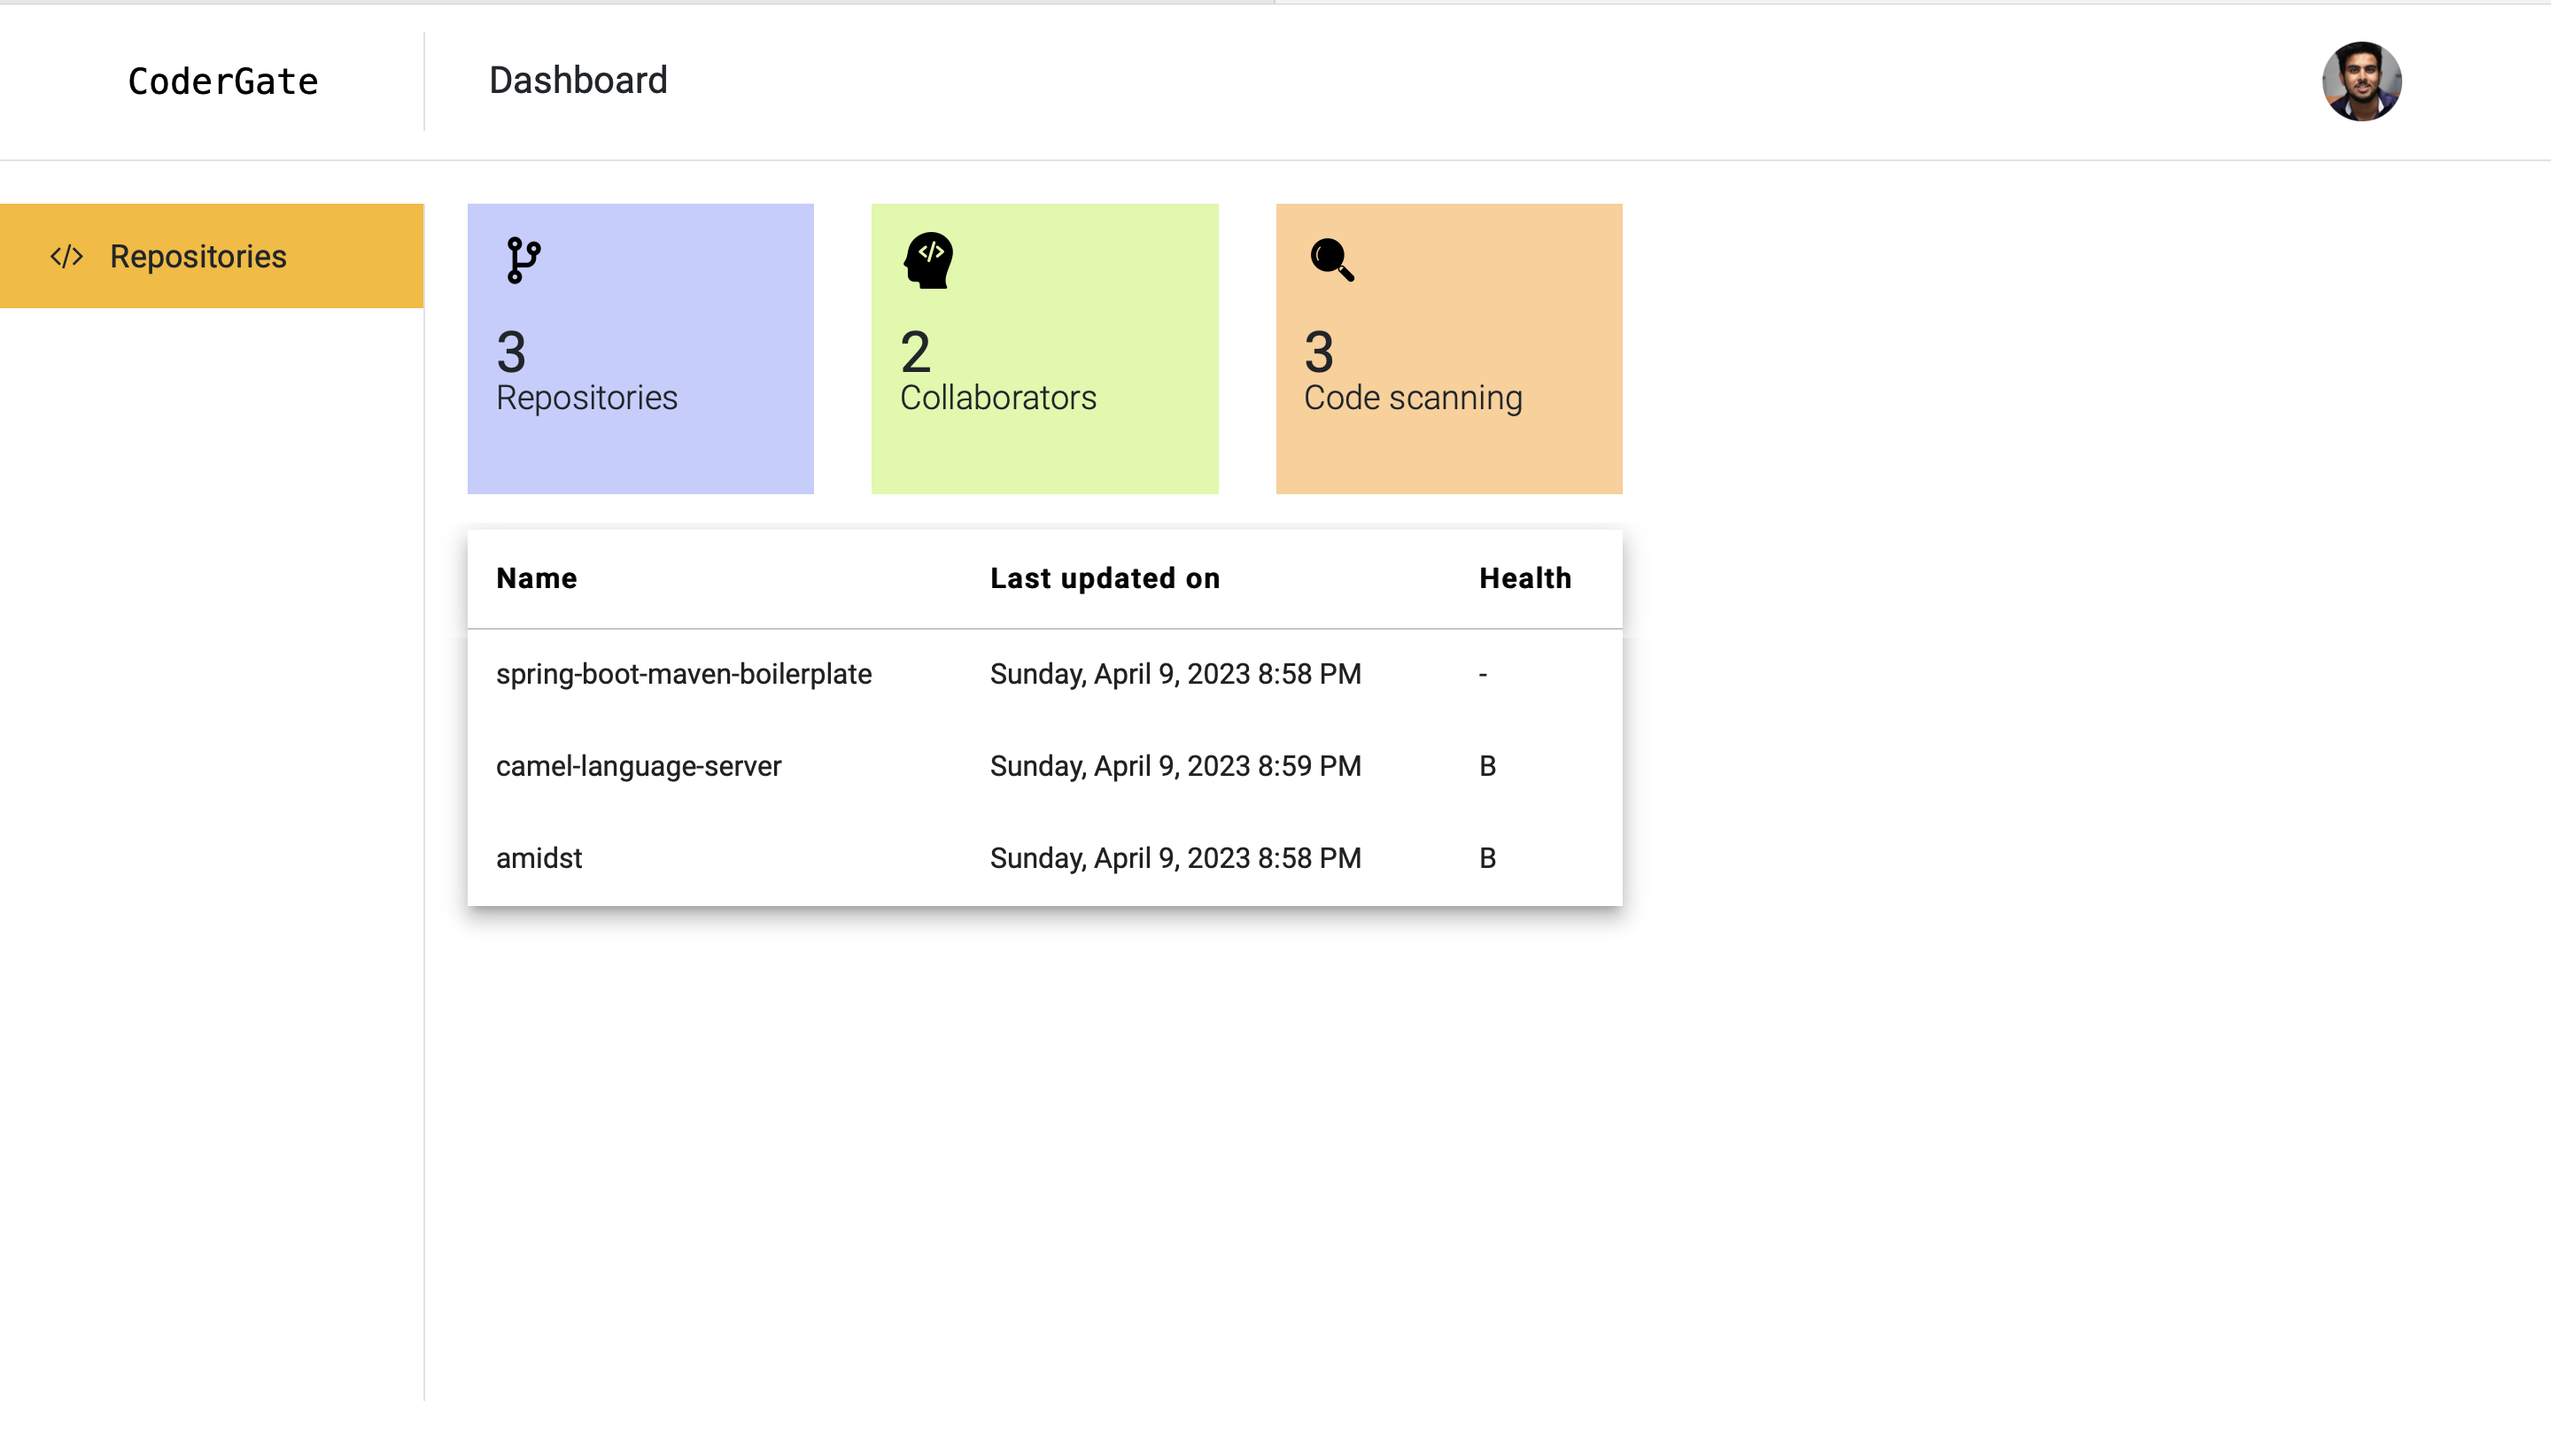 CoderGate
Dashboard
</> Repositories
3
Repositories
</>
2
Collaborators
3
Code scanning
Name Last updated on Health
spring-boot-maven-boilerplate Sunday, April 9, 2023 8:58 PM -
camel-language-server Sunday, April 9, 2023 8:59 PM B
amidst Sunday, April 9, 2023 8:58 PM B